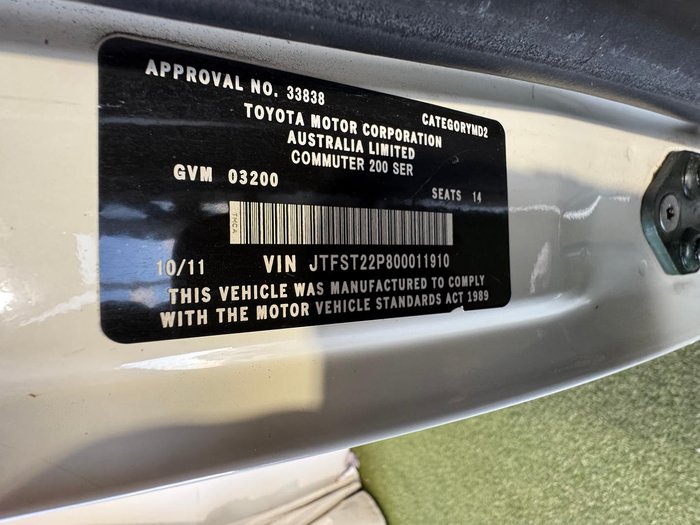 APPROVAL NO. 33838
CATEGORYMD2
TOYOTA MOTOR CORPORATION
AUSTRALIA LIMITED
COMMUTER 200 SER
GVM 03200
SEATS 14
TMCA
10/11 VIN JTFST22P800011910
THIS VEHICLE WAS MANUFACTURED TO COMPLY
WITH THE MOTOR VEHICLE STANDARDS ACT 1989